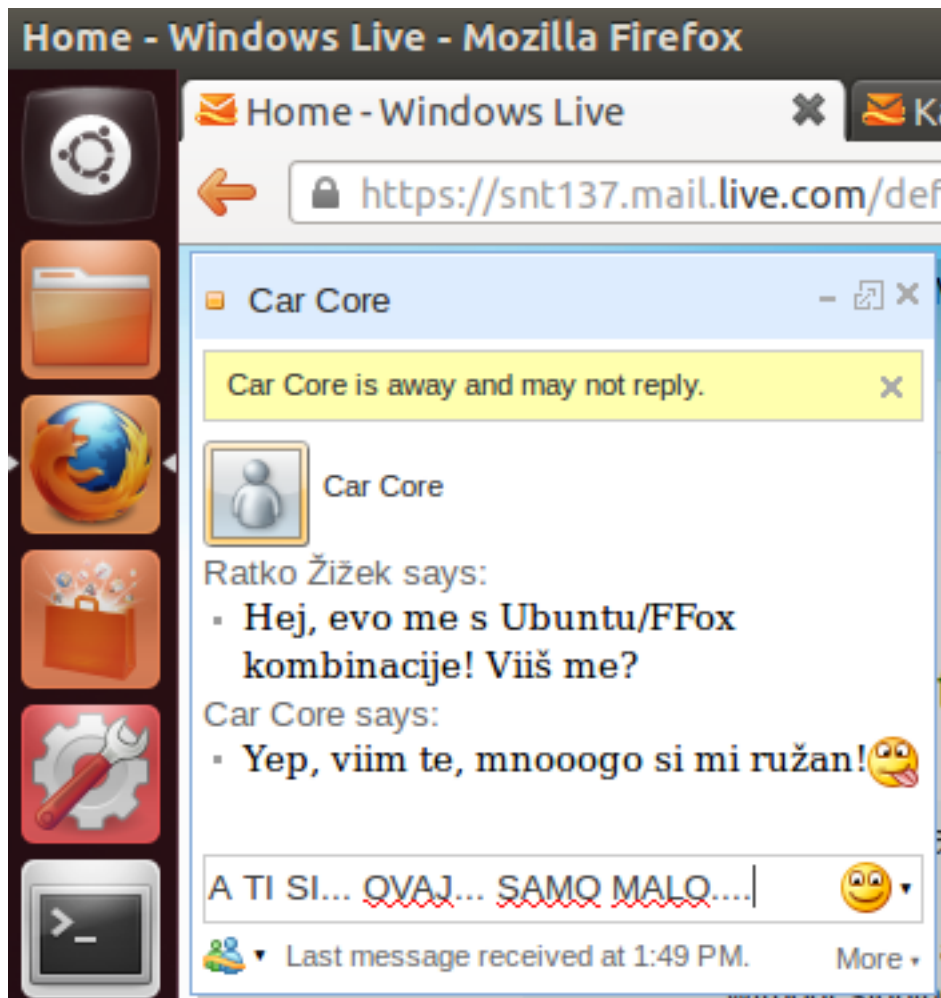 Home - Windows Live - Mozilla Firefox
Home - Windows Live
https://snt137.mail.live.com/def
Car Core
Car Core is away and may not reply.
Car Core
Ratko Žižek says:
Hej, evo me s Ubuntu/FFox
kombinacije! Viiš me?
Car Core says:
Yep, viim te, mnooogo si mi ružan!
A TI SI... OVAJ... SAMO MALO....
Last message received at 1:49 PM.
More